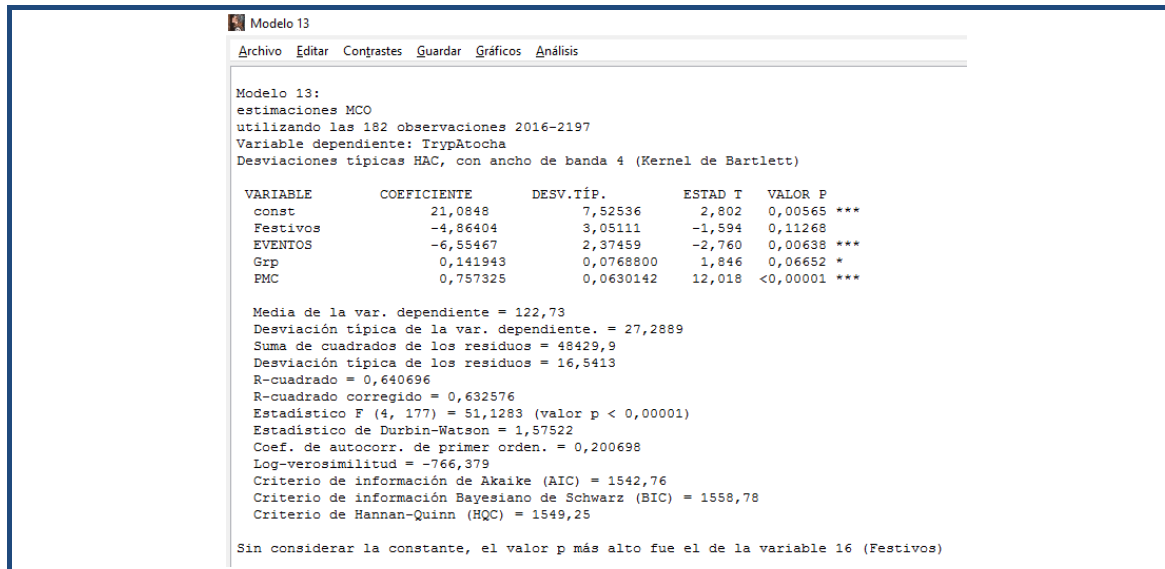 Modelo 13
Archivo Editar Contrastes Guardar Gráficos Análisis
Modelo 13:
estimaciones MCO
utilizando las 182 observaciones 2016-2197
Variable dependiente: TrypAtocha
Desviaciones típicas HAC, con ancho de banda 4 (Kernel de Bartlett)
VARIABLE COEFICIENTE DESV.TÍP. ESTAD T VALOR P
const 21,0848 7,52536 2,802 0,00565 ***
Festivos -4,86404 3,05111 -1,594 0,11268
EVENTOS -6,55467 2,37459 -2,760 0,00638 ***
Grp 0,141943 0,0768800 1,846 0,06652 *
PMC 0,757325 0,0630142 12,018 <0,00001 ***
Media de la var. dependiente = 122,73
Desviación típica de la var. dependiente. = 27,2889
Suma de cuadrados de los residuos = 48429,9
Desviación típica de los residuos = 16,5413
R-cuadrado = 0,640696
R-cuadrado corregido = 0,632576
Estadístico F (4, 177) = 51,1283 (valor p < 0,00001)
Estadístico de Durbin-Watson = 1,57522
Coef. de autocorr. de primer orden. = 0,200698
Log-verosimilitud = -766,379
Criterio de información de Akaike (AIC) = 1542,76
Criterio de información Bayesiano de Schwarz (BIC) = 1558,78
Criterio de Hannan-Quinn (HQC) = 1549,25
Sin considerar la constante, el valor p más alto fue el de la variable 16 (Festivos)